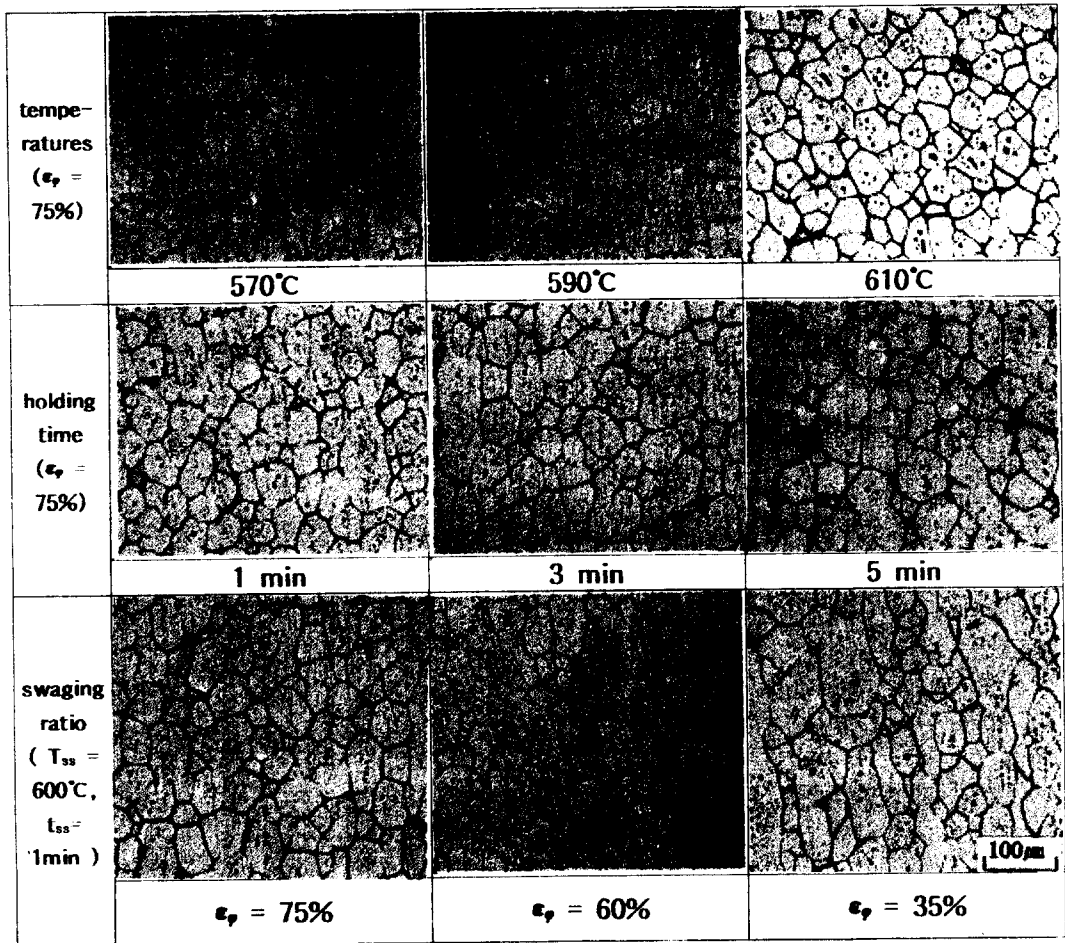 tempe-
ratures
(εφ =
75%)
570°C
590°C
610°C
holding
time
(εφ =
75%)
1 min
3 min
5 min
swaging
ratio
( Tss =
600°C,
tss=
1min )
100μm
εφ = 75%
εφ = 60%
εφ = 35%